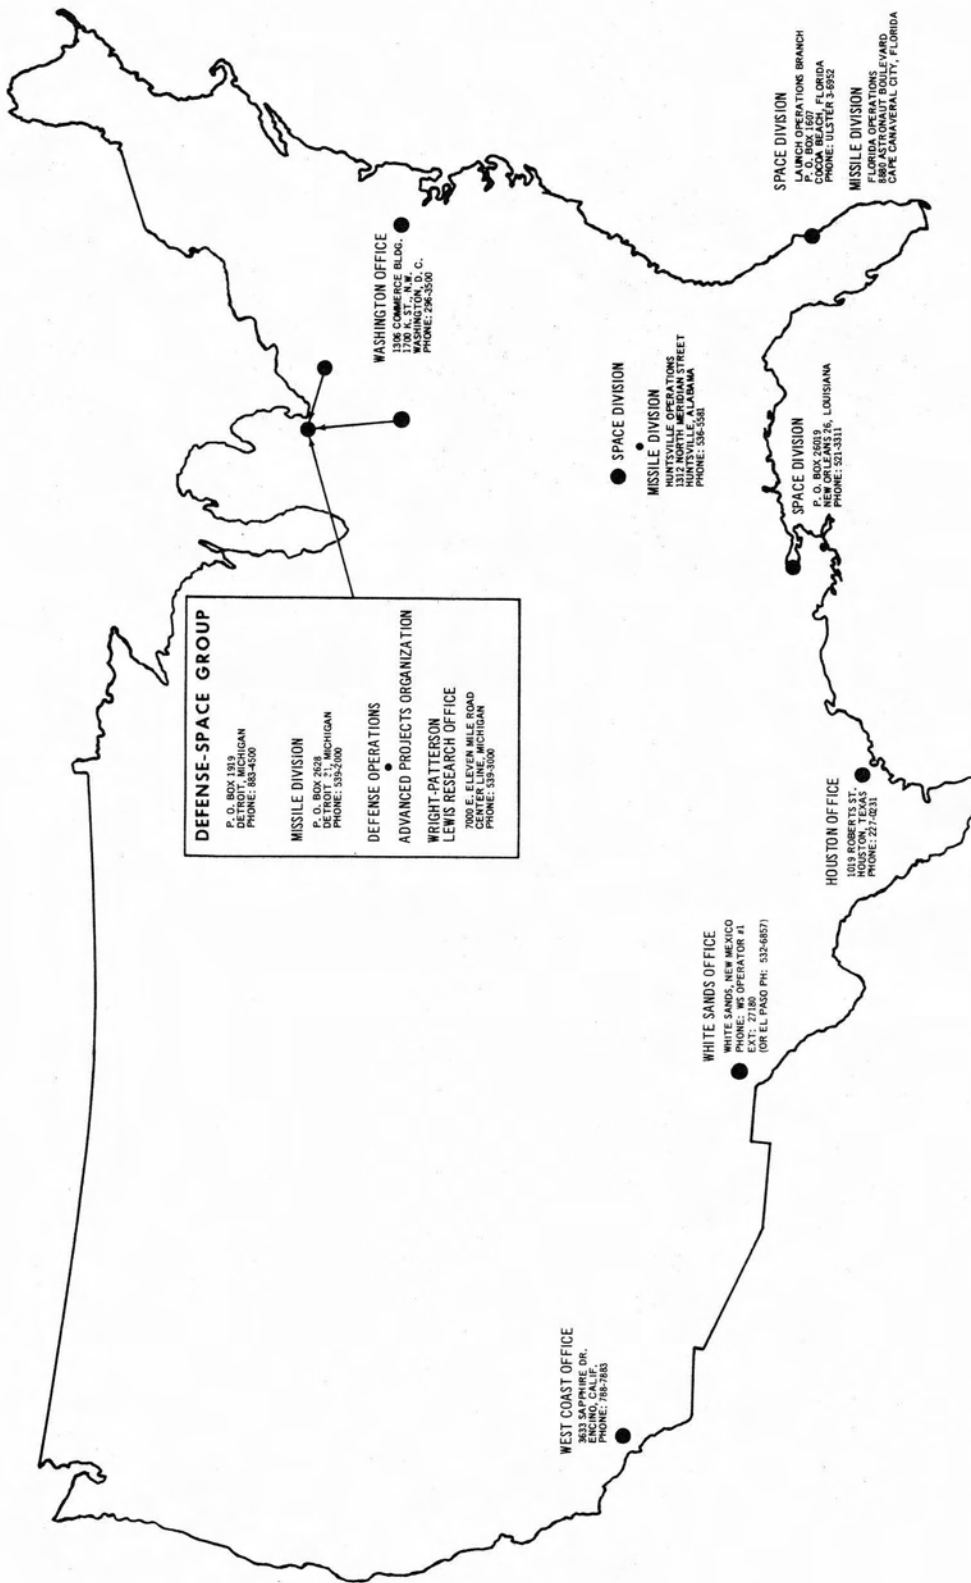 DEFENSE-SPACE GROUP
P. O. BOX 1919
DETROIT, MICHIGAN
PHONE: 883-4500
MISSILE DIVISION
P. O. BOX 2628
DETROIT 31, MICHIGAN
PHONE: 539-2000
DEFENSE OPERATIONS
ADVANCED PROJECTS ORGANIZATION
WRIGHT-PATTERSON
LEWIS RESEARCH OFFICE
7000 E. ELEVEN MILE ROAD
CENTER LINE, MICHIGAN
PHONE: 539-3000
WASHINGTON OFFICE
1306 COMMERCE BLDG.
1700 K. ST., N.W.
WASHINGTON, D. C.
PHONE: 296-3500
WEST COAST OFFICE
3633 SAPPHIRE DR.
ENCINO, CALIF.
PHONE: 788-7883
WHITE SANDS OFFICE
WHITE SANDS, NEW MEXICO
PHONE: WS OPERATOR #1
EXT: 27180
(OR EL PASO PH: 532-6857)
HOUSTON OFFICE
1019 ROBERTS ST.
HOUSTON, TEXAS
PHONE: 227-0231
SPACE DIVISION
MISSILE DIVISION
HUNTSVILLE OPERATIONS
1312 NORTH MERIDIAN STREET
HUNTSVILLE, ALABAMA
PHONE: 536-5581
SPACE DIVISION
P. O. BOX 26019
NEW ORLEANS 26, LOUISIANA
PHONE: 521-3311
SPACE DIVISION
LAUNCH OPERATIONS BRANCH
P. O. BOX 1607
COCOA BEACH, FLORIDA
PHONE: ULSTER 3-6952
MISSILE DIVISION
FLORIDA OPERATIONS
8880 ASTRONAUT BOULEVARD
CAPE CANAVERAL CITY, FLORIDA